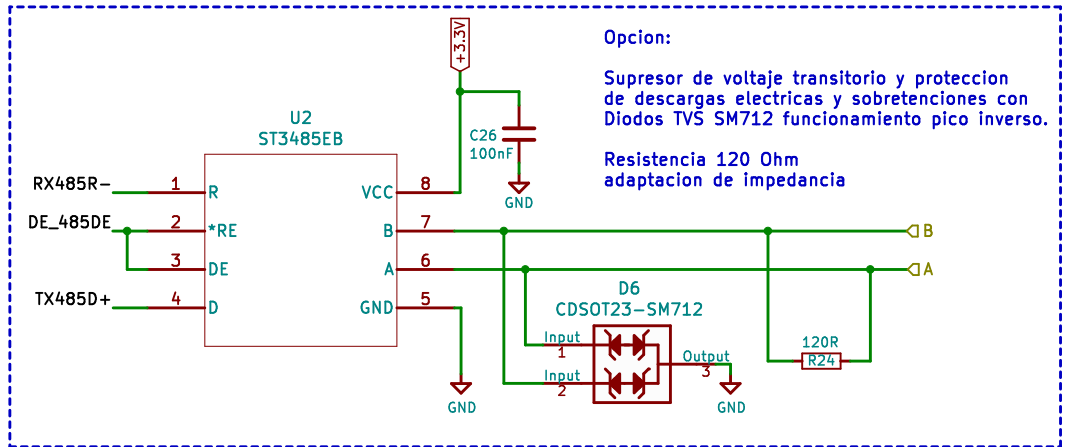 +3.3V
Opcion:
Supresor de voltaje transitorio y proteccion
de descargas electricas y sobretenciones con
Diodos TVS SM712 funcionamiento pico inverso.
Resistencia 120 Ohm
adaptacion de impedancia
U2
ST3485EB
C26
100nF
GND
RX485R-
1
R
VCC
8
DE_485DE
2
*RE
B
7
B
3
DE
A
6
A
TX485D+
4
D
GND
5
GND
D6
CDSOT23-SM712
Input
1
Input
2
Output
3
GND
120R
R24